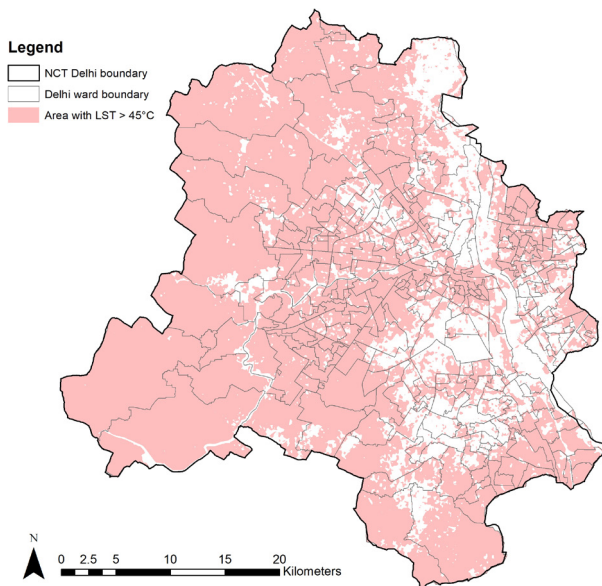 Legend
NCT Delhi boundary
Delhi ward boundary
Area with LST > 45°C
N
0 2.5 5 10 15 20
Kilometers